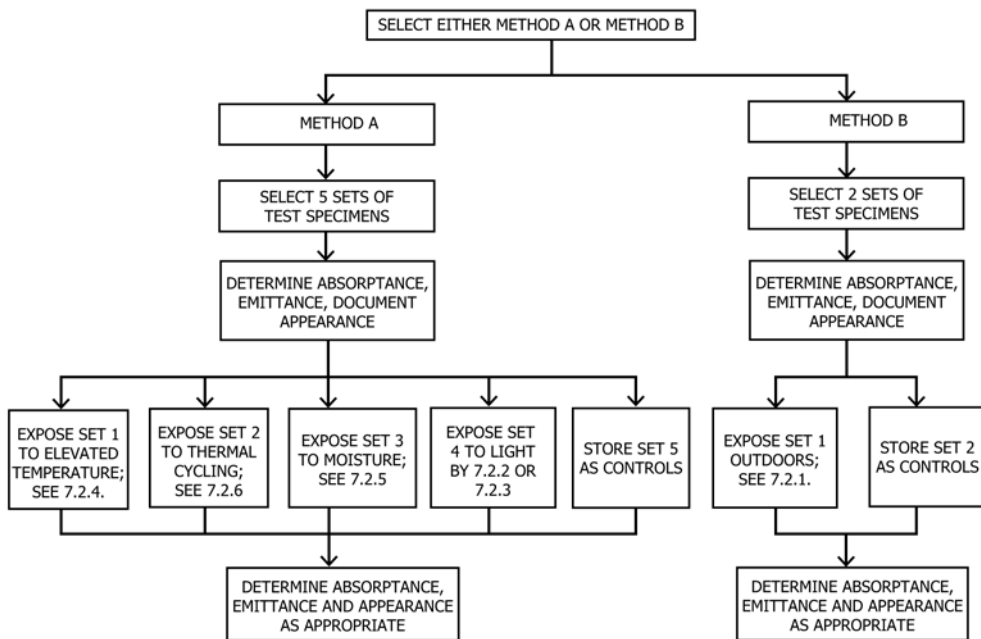 SELECT EITHER METHOD A OR METHOD B
METHOD A
METHOD B
SELECT 5 SETS OF
TEST SPECIMENS
SELECT 2 SETS OF
TEST SPECIMENS
DETERMINE ABSORPTANCE,
EMITTANCE, DOCUMENT
APPEARANCE
DETERMINE ABSORPTANCE,
EMITTANCE, DOCUMENT
APPEARANCE
EXPOSE SET 1
TO ELEVATED
TEMPERATURE;
SEE 7.2.4.
EXPOSE SET 2
TO THERMAL
CYCLING;
SEE 7.2.6
EXPOSE SET 3
TO MOISTURE;
SEE 7.2.5
EXPOSE SET
4 TO LIGHT
BY 7.2.2 OR
7.2.3
STORE SET 5
AS CONTROLS
EXPOSE SET 1
OUTDOORS;
SEE 7.2.1.
STORE SET 2
AS CONTROLS
DETERMINE ABSORPTANCE,
EMITTANCE AND APPEARANCE
AS APPROPRIATE
DETERMINE ABSORPTANCE,
EMITTANCE AND APPEARANCE
AS APPROPRIATE